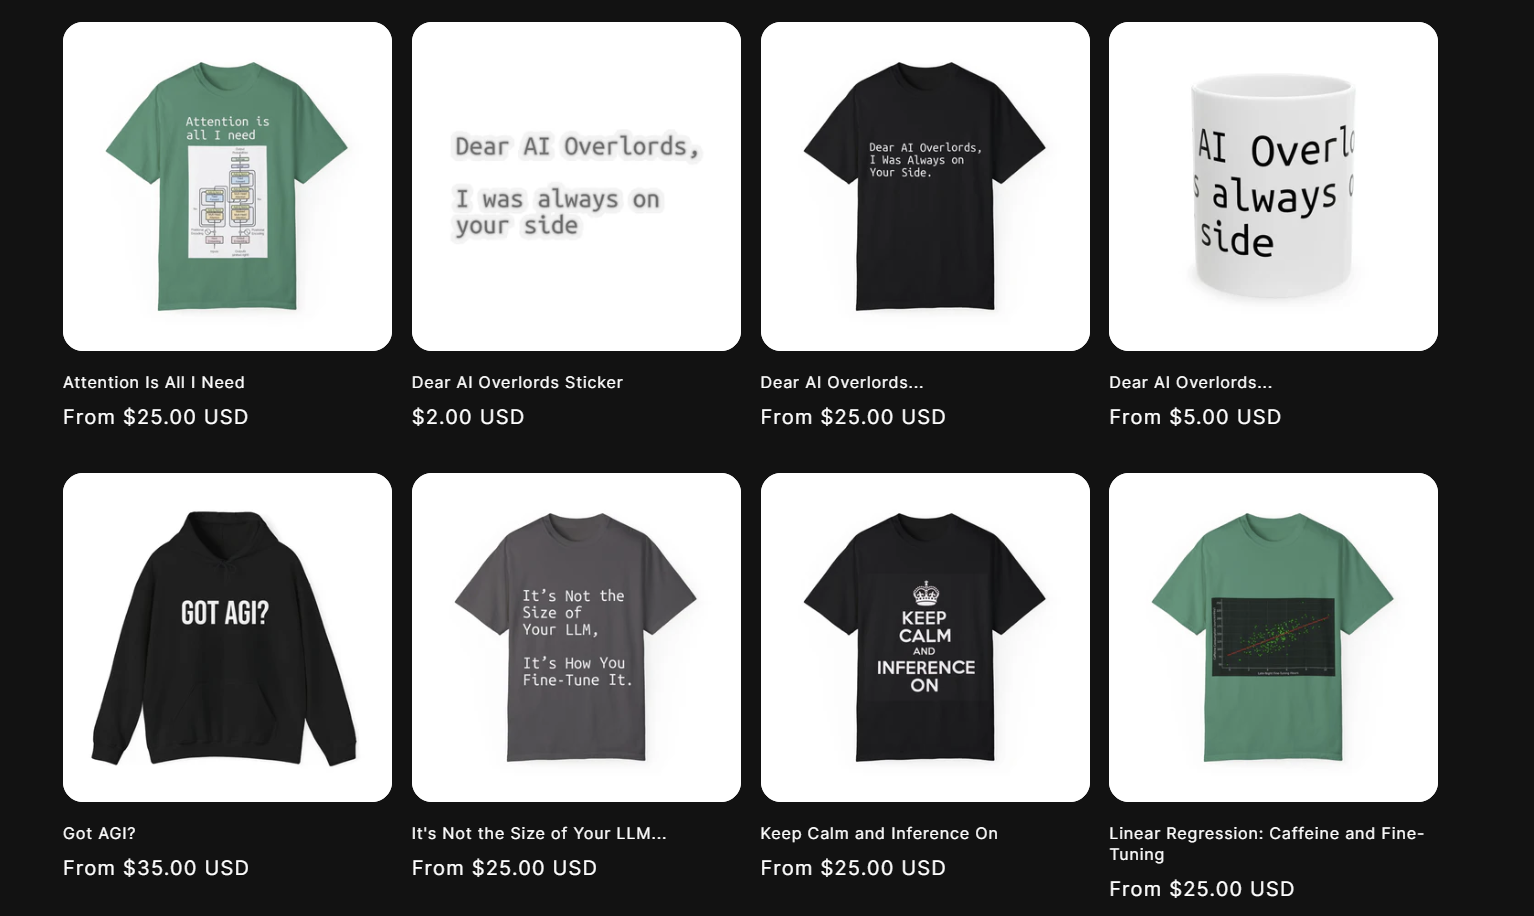 Attention is
all I need
Dear AI Overlords,
I was always on
your side
Dear AI Overlords,
I Was Always on
Your Side.
AI Overlo
s always o
side
Attention Is All I Need
From $25.00 USD
Dear AI Overlords Sticker
$2.00 USD
Dear AI Overlords...
From $25.00 USD
Dear AI Overlords...
From $5.00 USD
GOT AGI?
It's Not the
Size of
Your LLM,
It's How You
Fine-Tune It.
KEEP
CALM
AND
INFERENCE
ON
Got AGI?
From $35.00 USD
It's Not the Size of Your LLM...
From $25.00 USD
Keep Calm and Inference On
From $25.00 USD
Linear Regression: Caffeine and Fine-
Tuning
From $25.00 USD